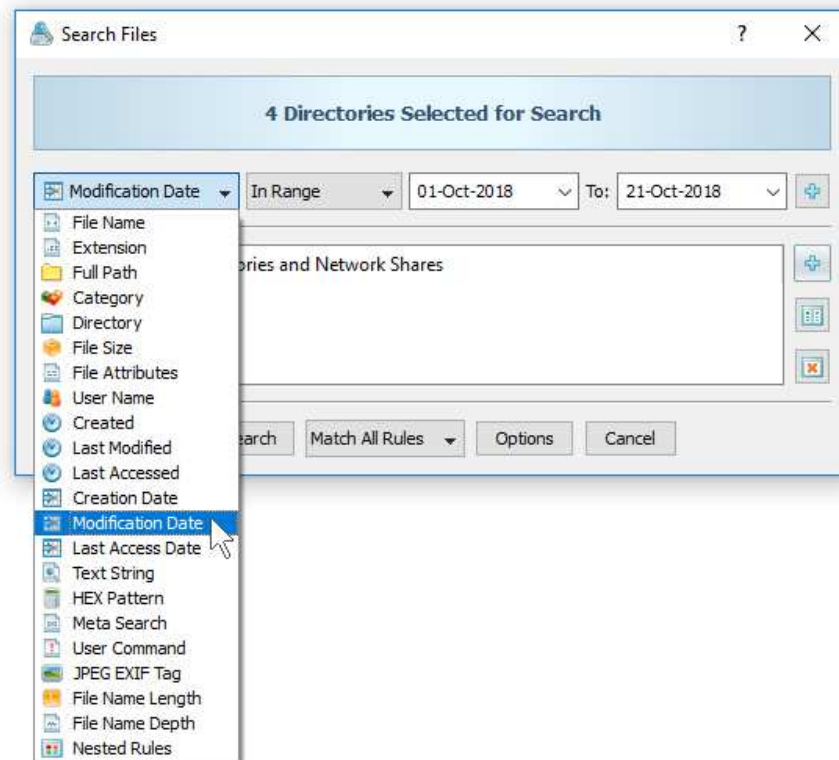 Search Files ?
4 Directories Selected for Search
Modification Date In Range 01-Oct-2018 To: 21-Oct-2018
File Name
Extension
Full Path
ories and Network Shares
Category
Directory
File Size
File Attributes
User Name
Created
earch Match All Rules Options Cancel
Last Modified
Last Accessed
Creation Date
Modification Date
Last Access Date
Text String
HEX Pattern
Meta Search
User Command
JPEG EXIF Tag
File Name Length
File Name Depth
Nested Rules